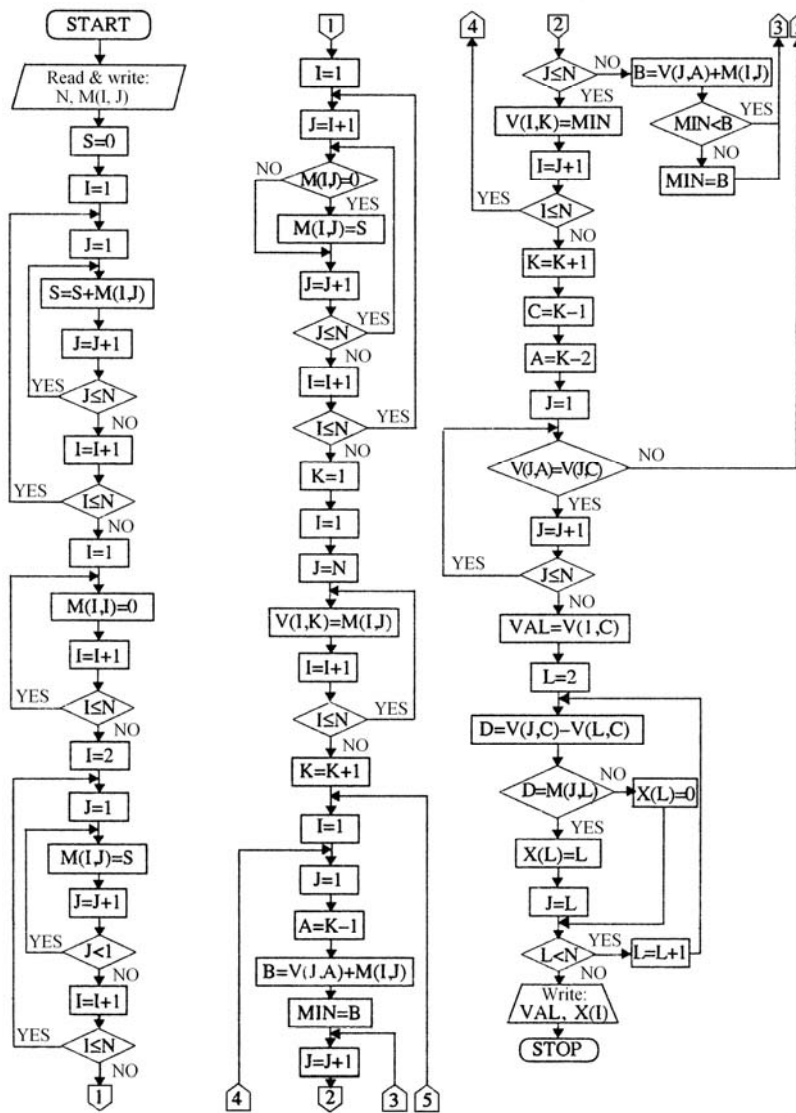 START
Read & write:
N, M(I, J)
S=0
I=1
J=1
S=S+M(I,J)
J=J+1
YES
J≤N
NO
I=I+1
YES
I≤N
NO
I=1
M(I,I)=0
I=I+1
YES
I≤N
NO
I=2
J=1
M(I,J)=S
J=J+1
YES
J<1
NO
I=I+1
YES
I≤N
NO
1
1
I=1
J=I+1
NO
M(I,J)=0
YES
M(I,J)=S
J=J+1
J≤N
YES
NO
I=I+1
I≤N
YES
NO
K=1
I=1
J=N
V(I,K)=M(I,J)
I=I+1
I≤N
YES
NO
K=K+1
I=1
J=1
A=K-1
B=V(J,A)+M(I,J)
MIN=B
J=J+1
4
2
3
5
4
2
3
J≤N
NO
B=V(J,A)+M(I,J)
YES
V(I,K)=MIN
MIN<B
YES
NO
MIN=B
I=J+1
I≤N
YES
NO
K=K+1
C=K-1
A=K-2
J=1
V(J,A)=V(J,C)
NO
YES
J=J+1
YES
J≤N
NO
VAL=V(1,C)
L=2
D=V(J,C)-V(L,C)
D=M(J,L)
NO
X(L)=0
YES
X(L)=L
J=L
L<N
YES
L=L+1
NO
Write:
VAL, X(I)
STOP